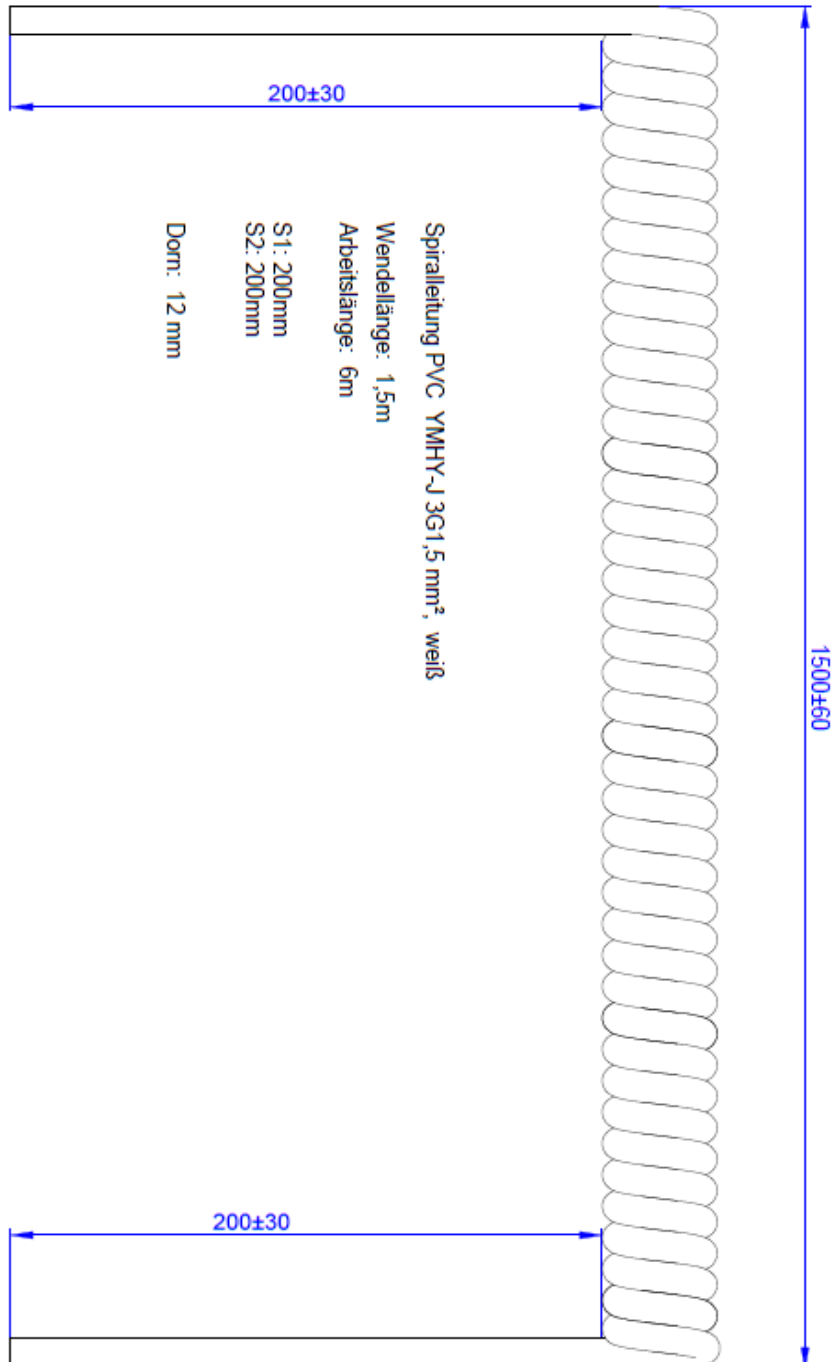 200±30
1500±60
Spiralleitung PVC YMHY-J 3G1,5 mm², weiß
Wendellänge: 1,5m
Arbeitslänge: 6m
S1: 200mm
S2: 200mm
Dorn: 12 mm
200±30